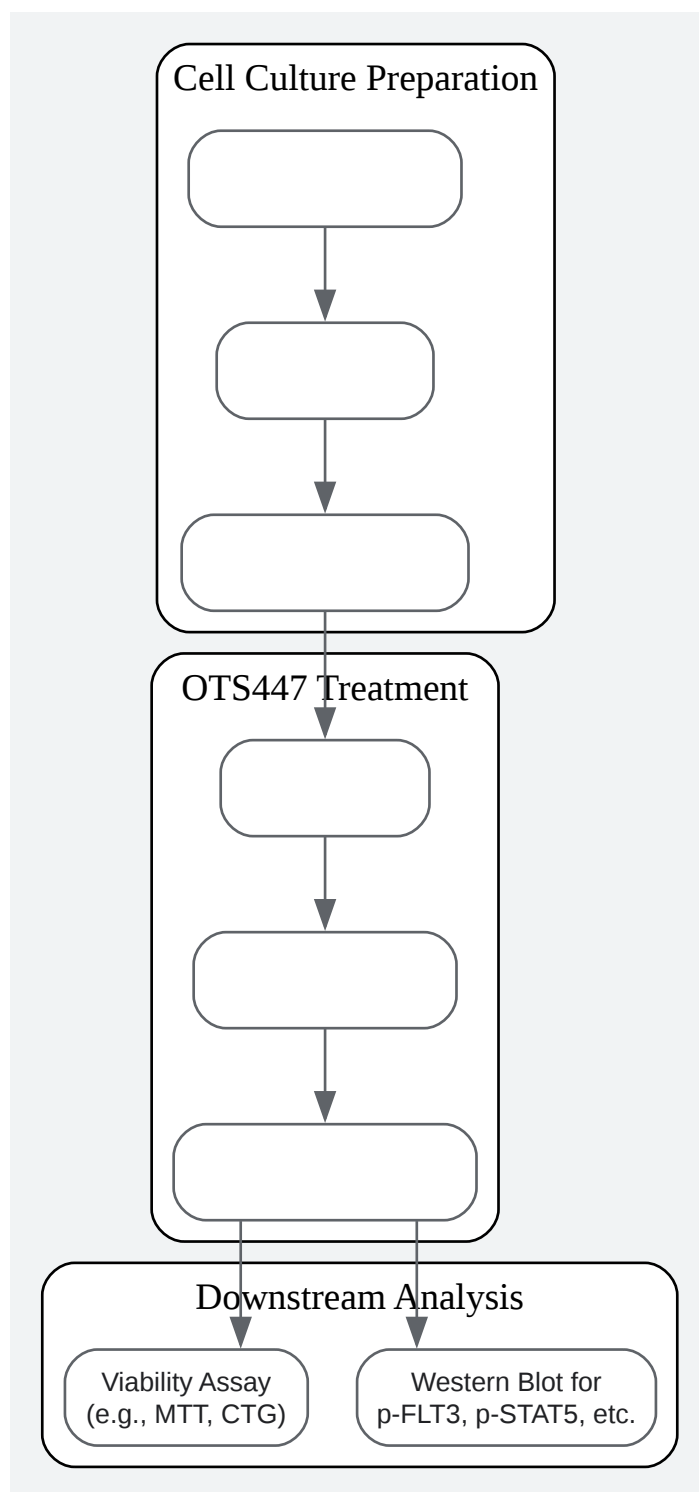 Cell Culture Preparation
OTS447 Treatment
Downstream Analysis
Viability Assay
(e.g., MTT, CTG)
Western Blot for
p-FLT3, p-STAT5, etc.